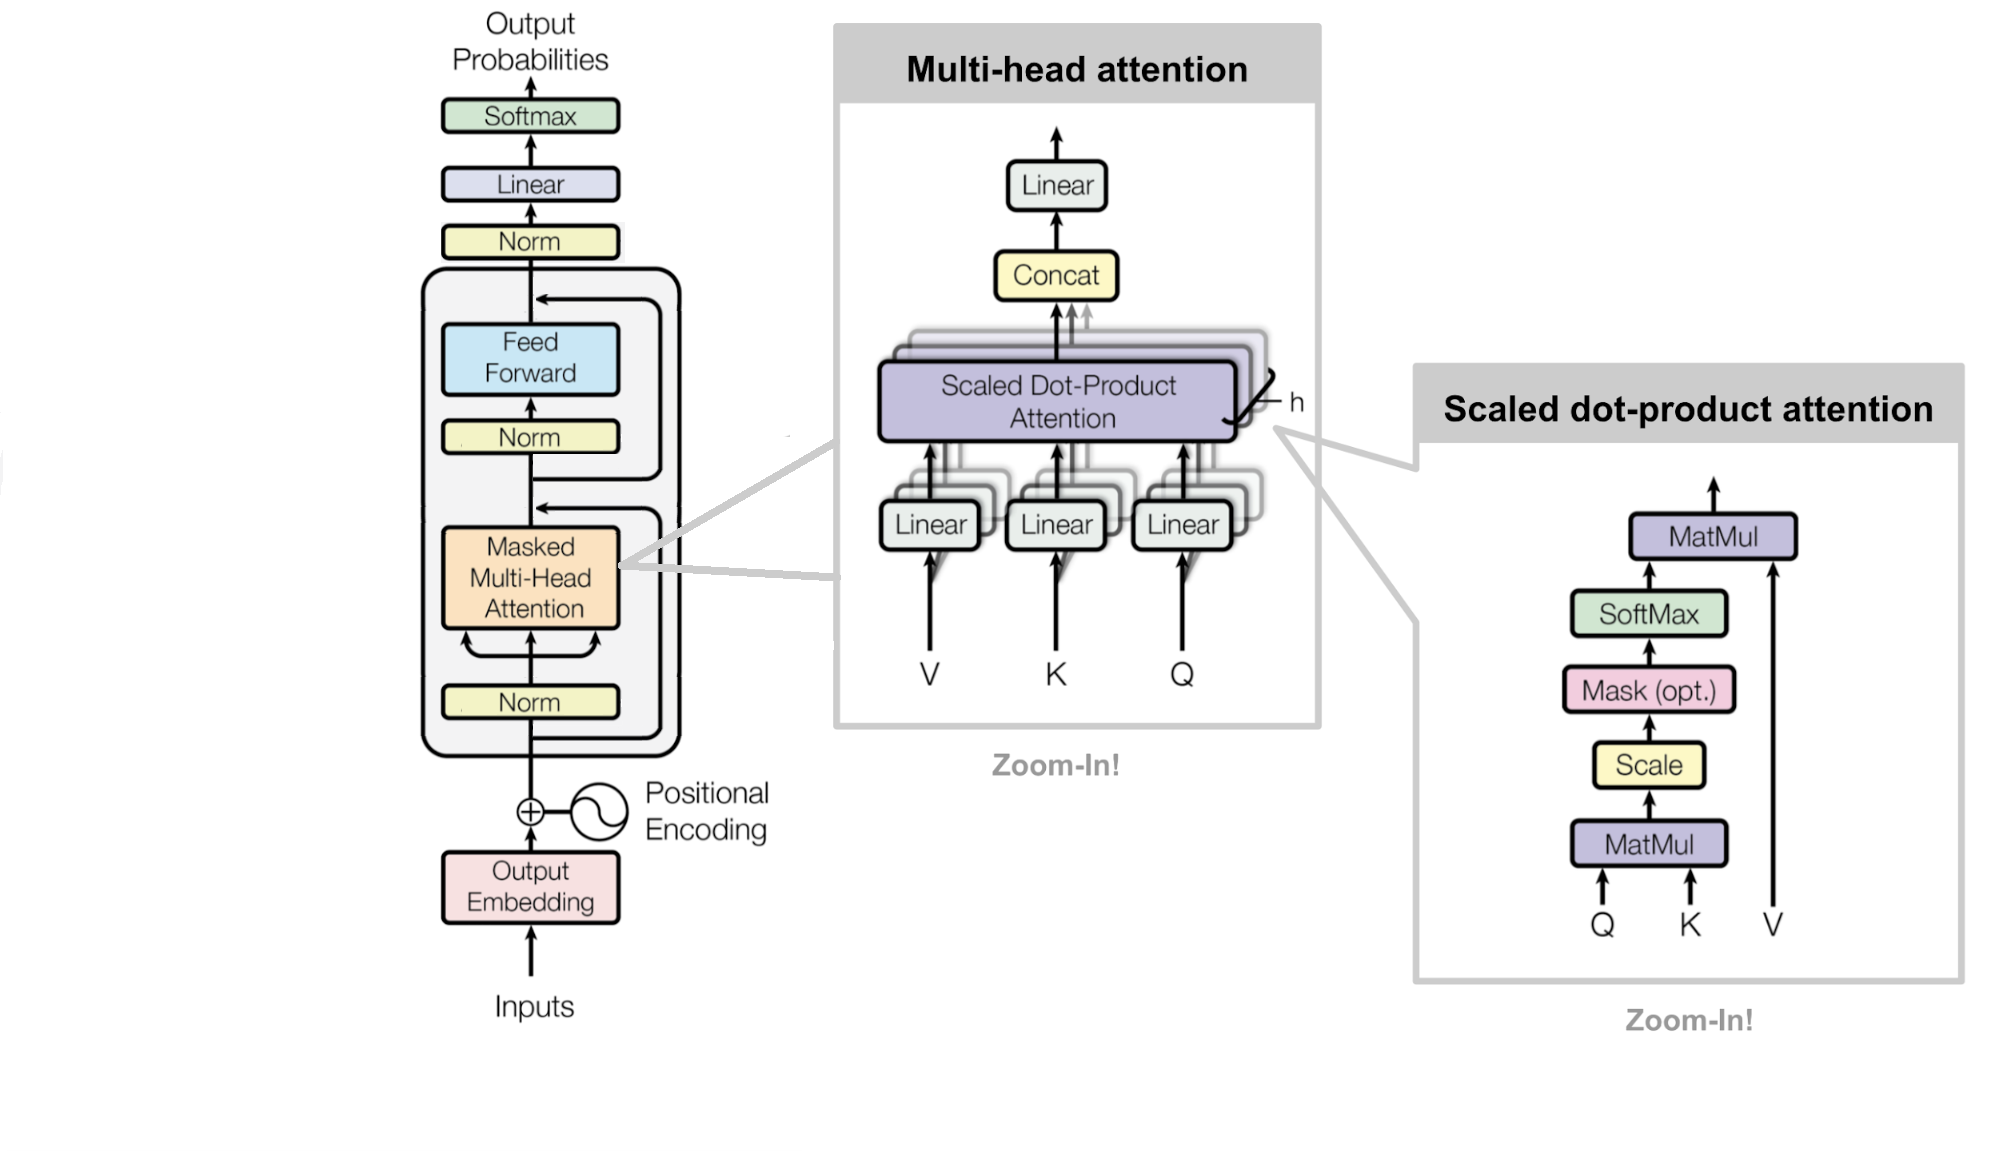 Output
Probabilities
Softmax
Linear
Norm
Feed
Forward
Norm
Masked
Multi-Head
Attention
Norm
Positional
Encoding
Output
Embedding
Inputs
Multi-head attention
Linear
Concat
Scaled Dot-Product
Attention
h
Linear Linear Linear
V K Q
Zoom-In!
Scaled dot-product attention
MatMul
SoftMax
Mask (opt.)
Scale
MatMul
Q K V
Zoom-In!